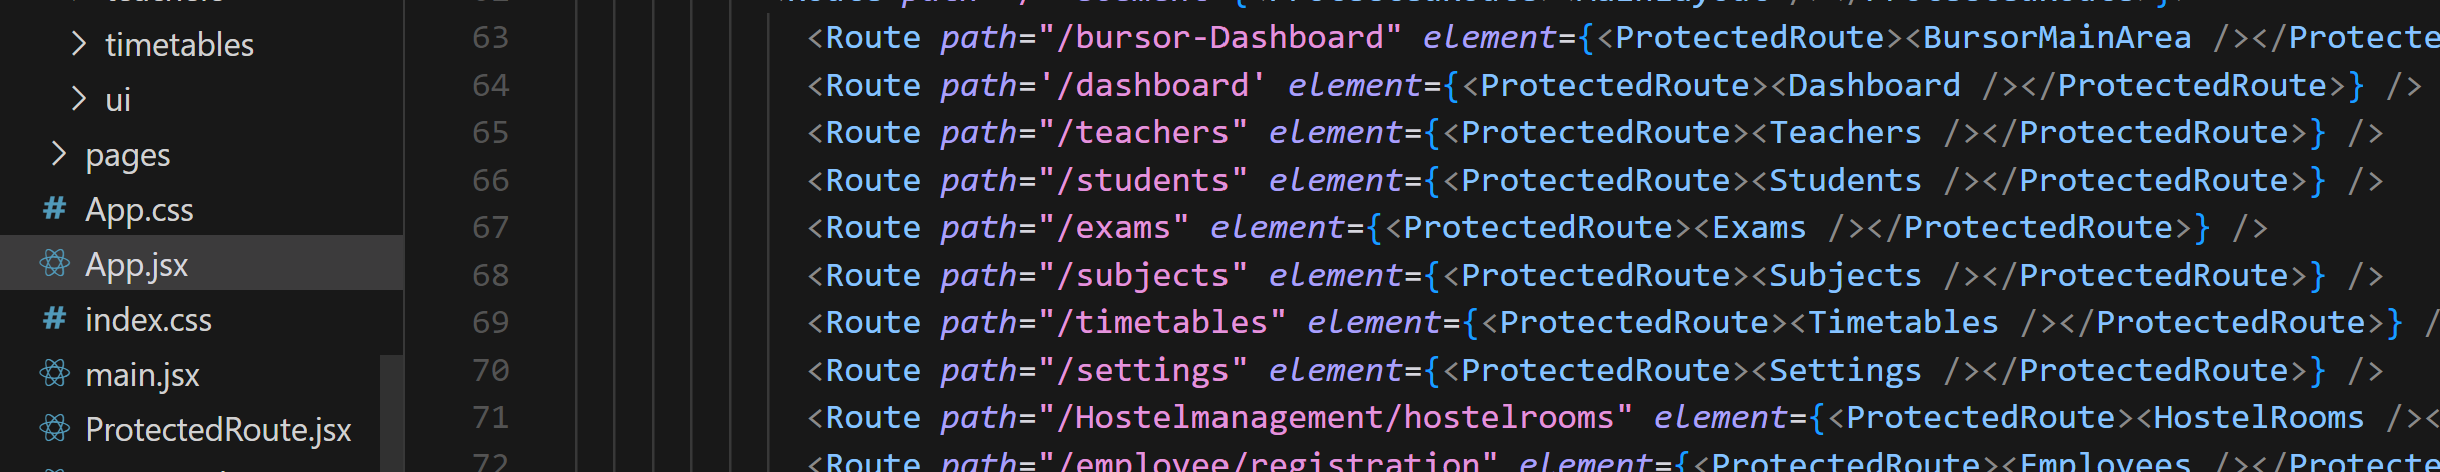 timetables
ui
pages
# App.css
App.jsx
# index.css
main.jsx
ProtectedRoute.jsx
63 <Route path="/bursor-Dashboard" element={<ProtectedRoute><BursorMainArea /></Protecte
64 <Route path='/dashboard' element={<ProtectedRoute><Dashboard /></ProtectedRoute>} />
65 <Route path="/teachers" element={<ProtectedRoute><Teachers /></ProtectedRoute>} />
66 <Route path="/students" element={<ProtectedRoute><Students /></ProtectedRoute>} />
67 <Route path="/exams" element={<ProtectedRoute><Exams /></ProtectedRoute>} />
68 <Route path="/subjects" element={<ProtectedRoute><Subjects /></ProtectedRoute>} />
69 <Route path="/timetables" element={<ProtectedRoute><Timetables /></ProtectedRoute>} /
70 <Route path="/settings" element={<ProtectedRoute><Settings /></ProtectedRoute>} />
71 <Route path="/Hostelmanagement/hostelrooms" element={<ProtectedRoute><HostelRooms /><
72 <Route path="/employee/registration" element={<ProtectedRoute><Employees /></Protecte